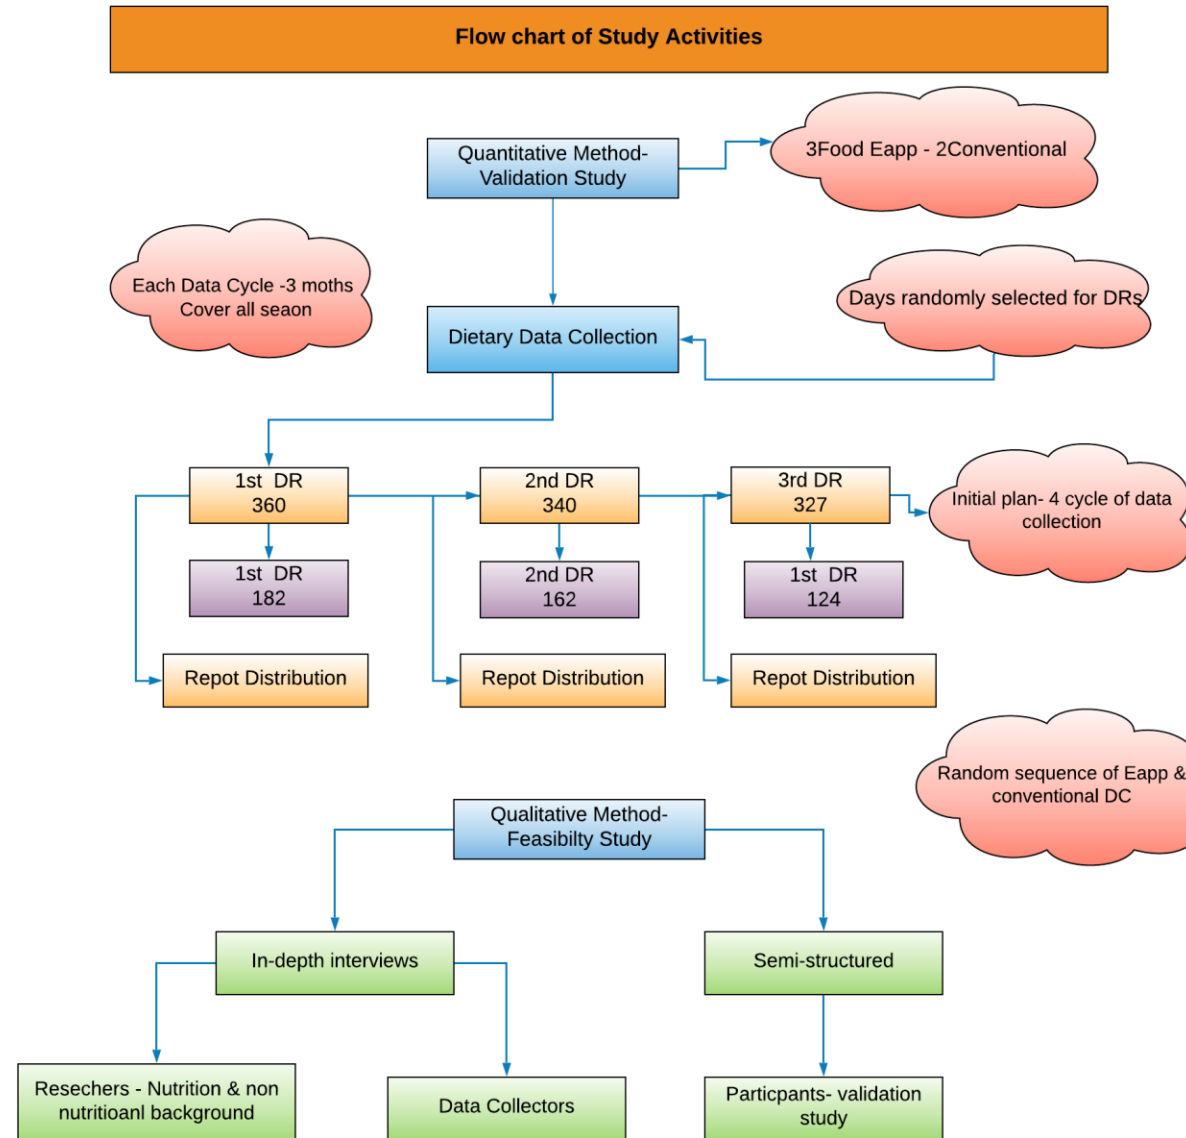 Flow chart of Study Activities
Quantitative Method-
Validation Study
3Food Eapp - 2Conventional
Each Data Cycle -3 moths
Cover all seaon
Days randomly selected for DRs
Dietary Data Collection
1st DR
360
2nd DR
340
3rd DR
327
Initial plan- 4 cycle of data
collection
1st DR
182
2nd DR
162
1st DR
124
Repot Distribution
Repot Distribution
Repot Distribution
Random sequence of Eapp &
conventional DC
Qualitative Method-
Feasibilty Study
In-depth interviews
Semi-structured
Resechers - Nutrition & non
nutritioanl background
Data Collectors
Particpants- validation
study